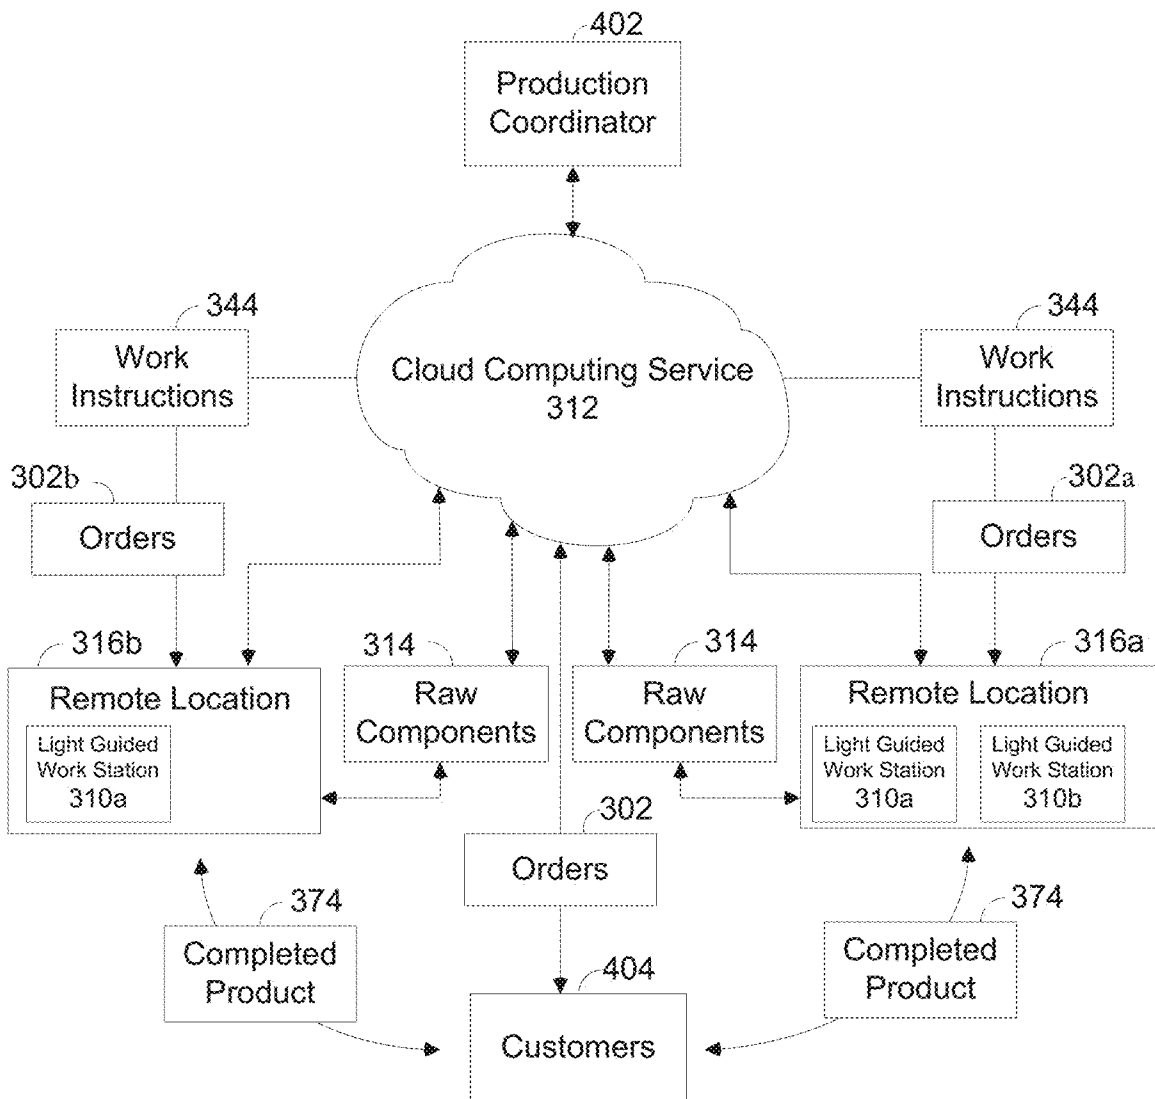 402
Production
Coordinator
344
Work
Instructions
Cloud Computing Service
312
344
Work
Instructions
302b
Orders
302a
Orders
316b
Remote Location
Light Guided
Work Station
310a
314
Raw
Components
314
Raw
Components
316a
Remote Location
Light Guided
Work Station
310a
Light Guided
Work Station
310b
302
Orders
374
Completed
Product
374
Completed
Product
404
Customers